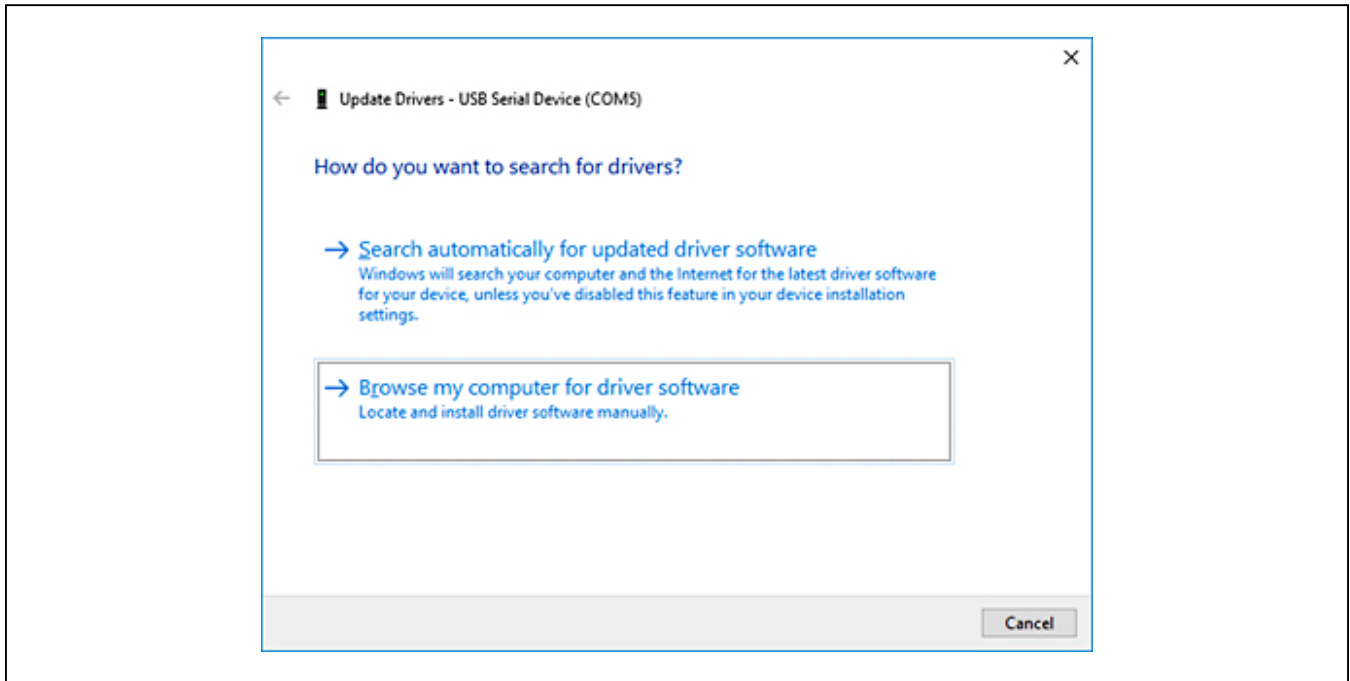 Update Drivers - USB Serial Device (COM5)
How do you want to search for drivers?
Search automatically for updated driver software
Windows will search your computer and the Internet for the latest driver software
for your device, unless you've disabled this feature in your device installation
settings.
Browse my computer for driver software
Locate and install driver software manually.
Cancel